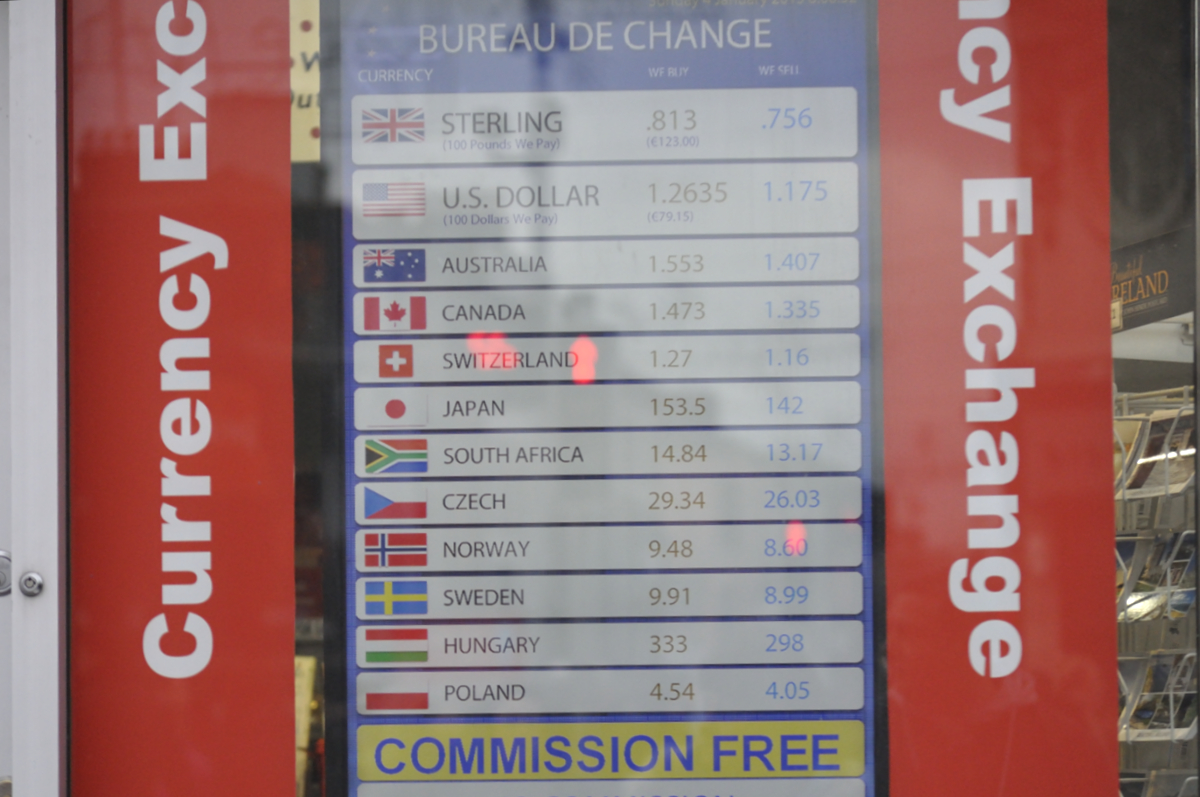 Currency Exc
BUREAU DE CHANGE
CURRENCY WE BUY WE SELL
STERLING .813 .756
(100 Pounds We Pay) (€123.00)
U.S. DOLLAR 1.2635 1.175
(100 Dollars We Pay) (€79.15)
AUSTRALIA 1.553 1.407
CANADA 1.473 1.335
SWITZERLAND 1.27 1.16
JAPAN 153.5 142
SOUTH AFRICA 14.84 13.17
CZECH 29.34 26.03
NORWAY 9.48 8.60
SWEDEN 9.91 8.99
HUNGARY 333 298
POLAND 4.54 4.05
COMMISSION FREE
ncy Exchange
RELAND